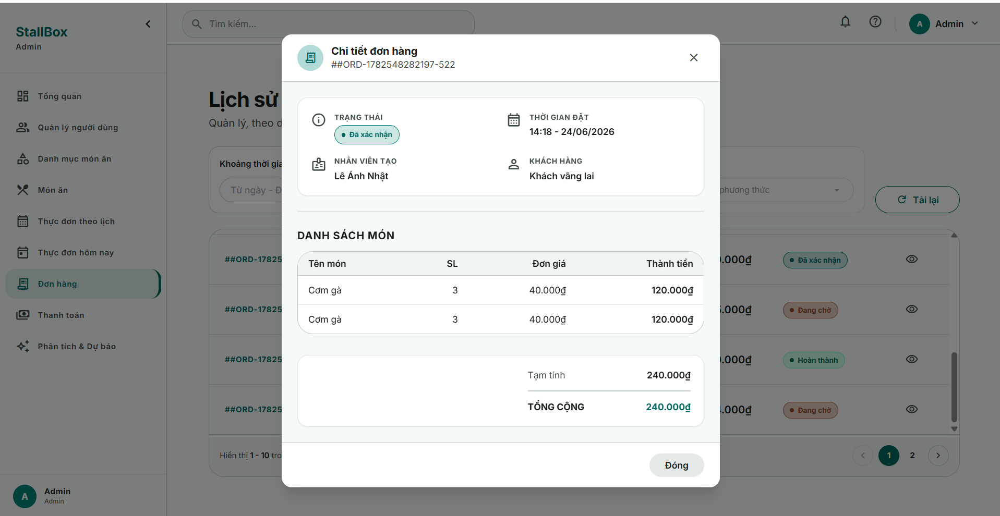 StallBox
Admin
Tổng quan
Quản lý người dùng
Danh mục món ăn
Món ăn
Thực đơn theo lịch
Thực đơn hôm nay
Đơn hàng
Thanh toán
Phân tích & Dự báo
A
Admin
Admin
Tìm kiếm...
A
Admin
Lịch sử
Quản lý, theo d
Khoảng thời gia
Từ ngày - Đ
phương thức
Tải lại
##ORD-17825
.000₫
Đã xác nhận
##ORD-17825
.000₫
Đang chờ
##ORD-17825
.000₫
Hoàn thành
##ORD-17825
.000₫
Đang chờ
Hiển thị 1 - 10 tro
1
2
Chi tiết đơn hàng
##ORD-1782548282197-522
TRẠNG THÁI
Đã xác nhận
THỜI GIAN ĐẶT
14:18 - 24/06/2026
NHÂN VIÊN TẠO
Lê Ánh Nhật
KHÁCH HÀNG
Khách vãng lai
DANH SÁCH MÓN
Tên món SL Đơn giá Thành tiền
Cơm gà 3 40.000₫ 120.000₫
Cơm gà 3 40.000₫ 120.000₫
Tạm tính 240.000₫
TỔNG CỘNG 240.000₫
Đóng